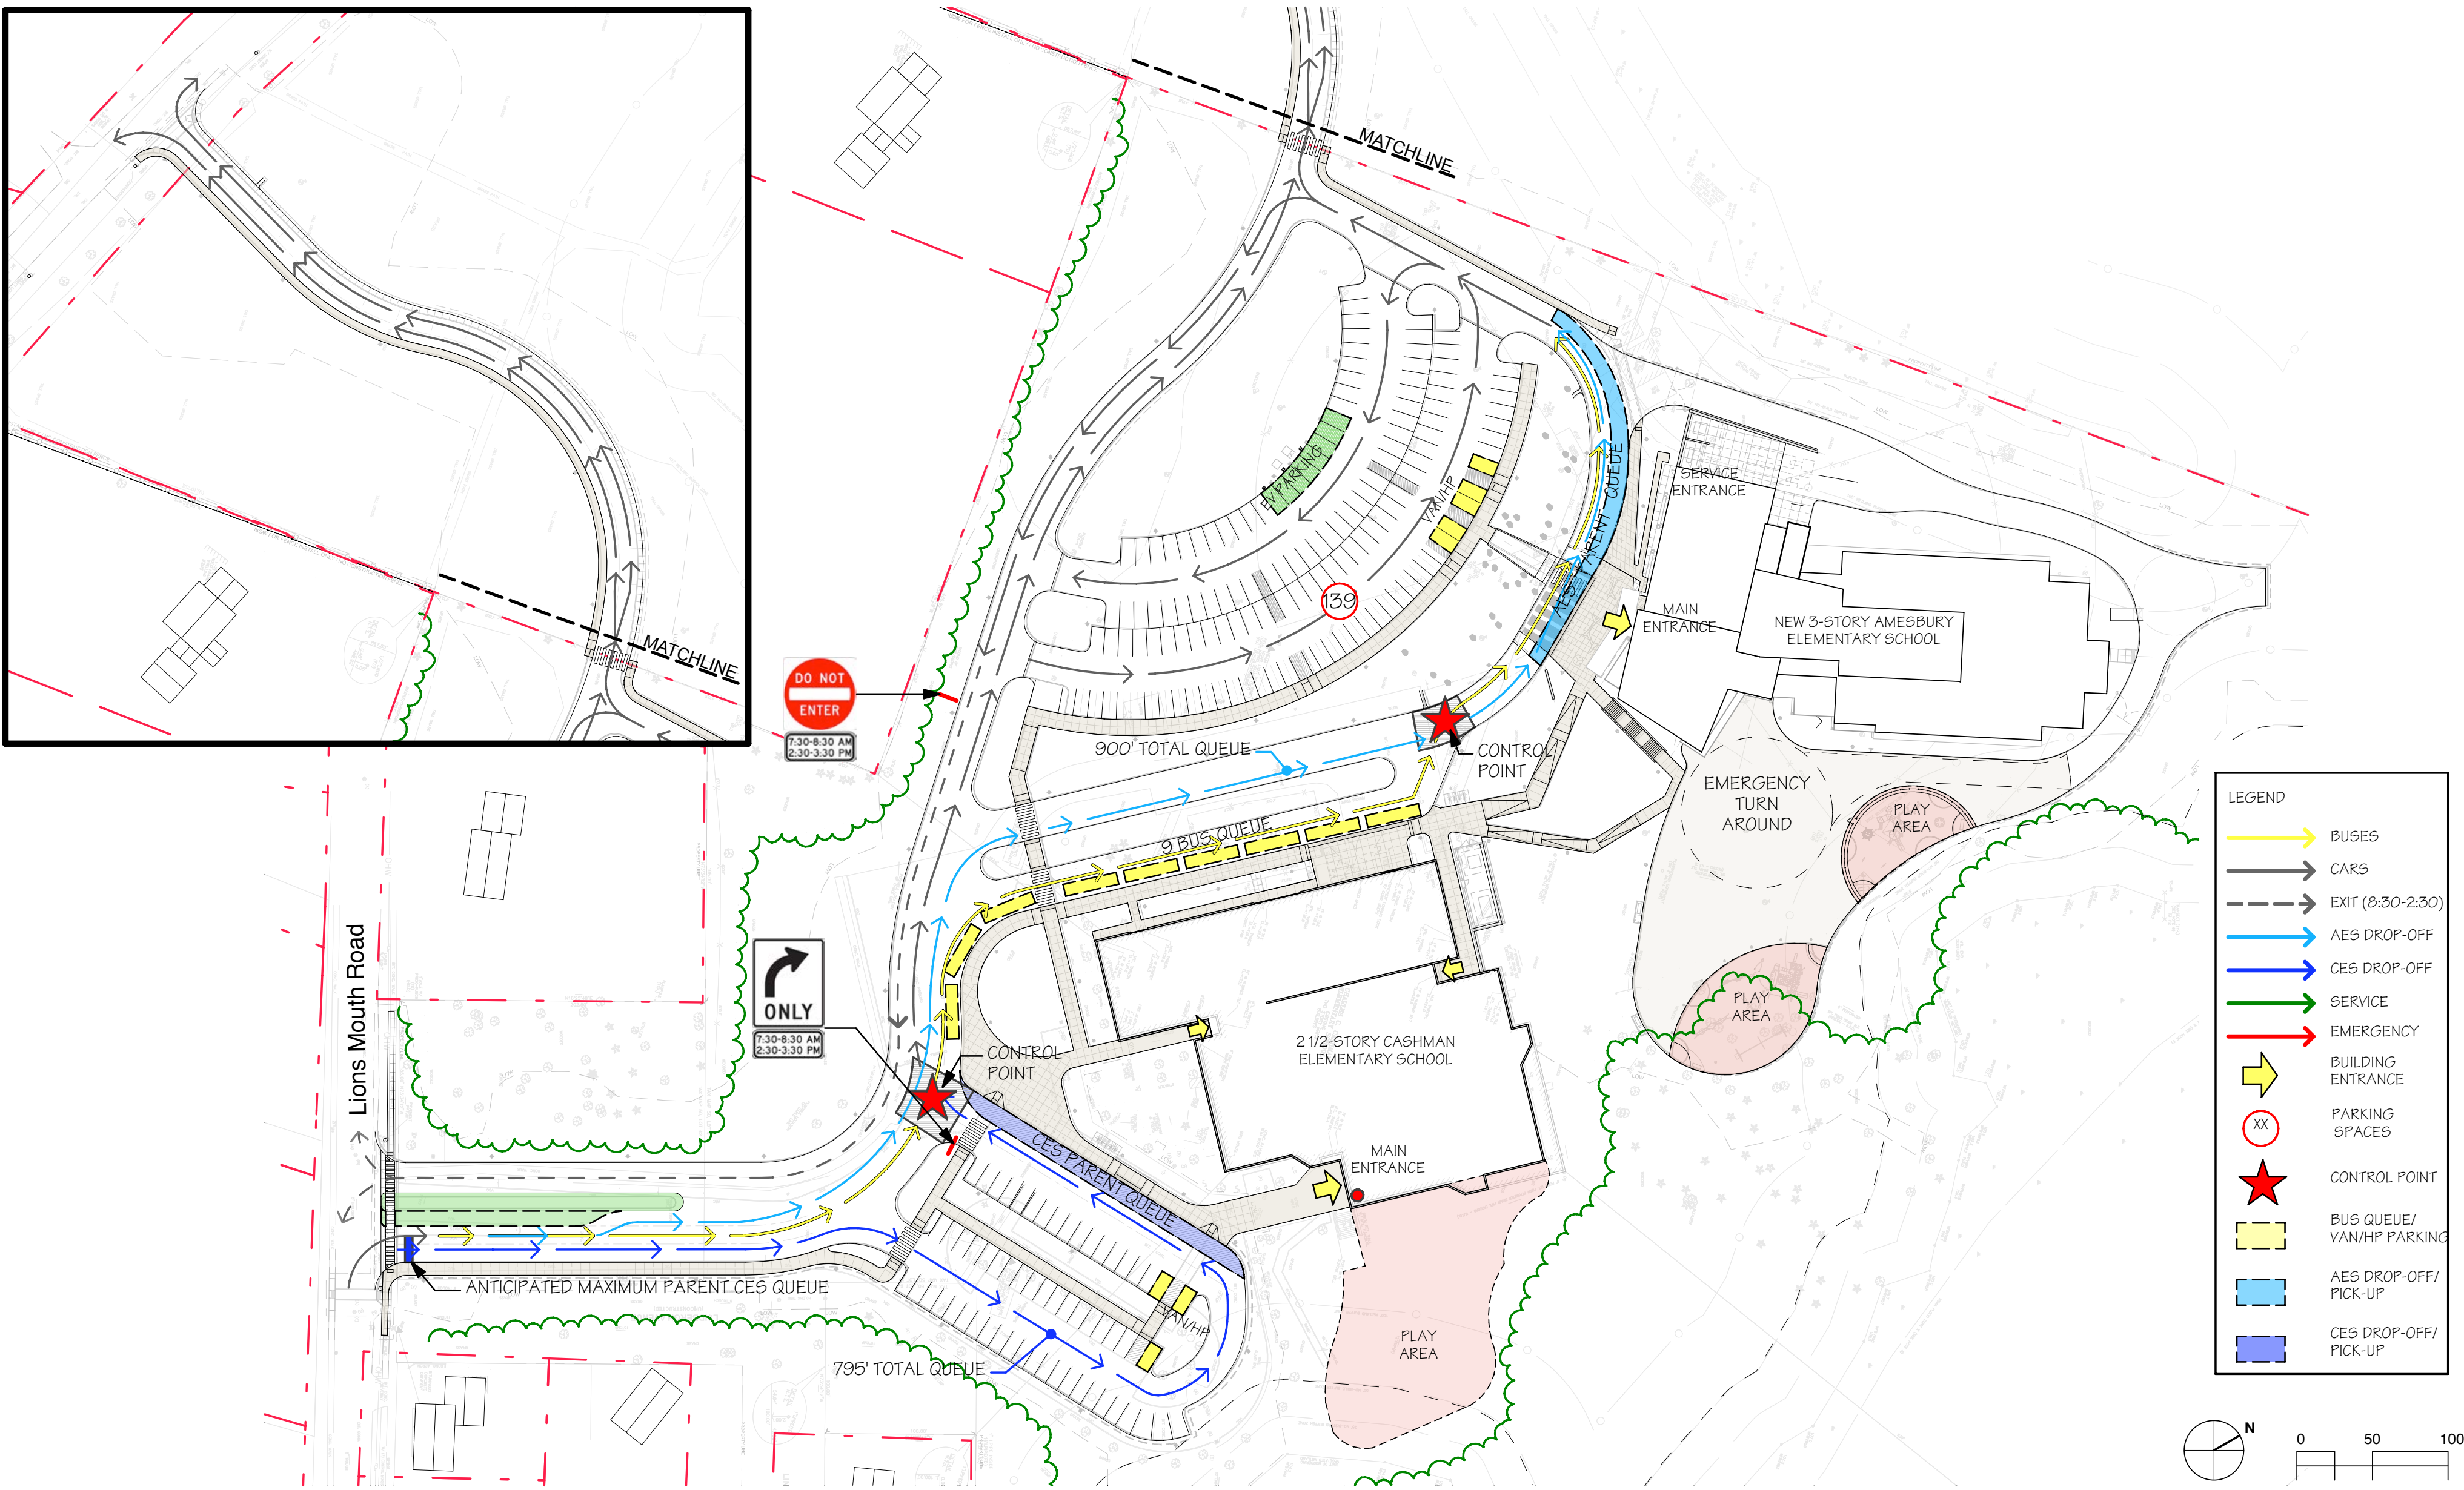 MATCHLINE
MATCHLINE
EV PARKING
VAN/HP
139
AES PARENT QUEUE
SERVICE
ENTRANCE
MAIN
ENTRANCE
NEW 3-STORY AMESBURY
ELEMENTARY SCHOOL
DO NOT
ENTER
7:30-8:30 AM
2:30-3:30 PM
900' TOTAL QUEUE
CONTROL
POINT
9 BUS QUEUE
EMERGENCY
TURN
AROUND
PLAY
AREA
PLAY
AREA
Lions Mouth Road
ONLY
7:30-8:30 AM
2:30-3:30 PM
CONTROL
POINT
2 1/2-STORY CASHMAN
ELEMENTARY SCHOOL
CES PARENT QUEUE
MAIN
ENTRANCE
VAN/HP
ANTICIPATED MAXIMUM PARENT CES QUEUE
795' TOTAL QUEUE
PLAY
AREA
LEGEND
BUSES
CARS
EXIT (8:30-2:30)
AES DROP-OFF
CES DROP-OFF
SERVICE
EMERGENCY
BUILDING
ENTRANCE
XX
PARKING
SPACES
CONTROL POINT
BUS QUEUE/
VAN/HP PARKING
AES DROP-OFF/
PICK-UP
CES DROP-OFF/
PICK-UP
N
0 50 100